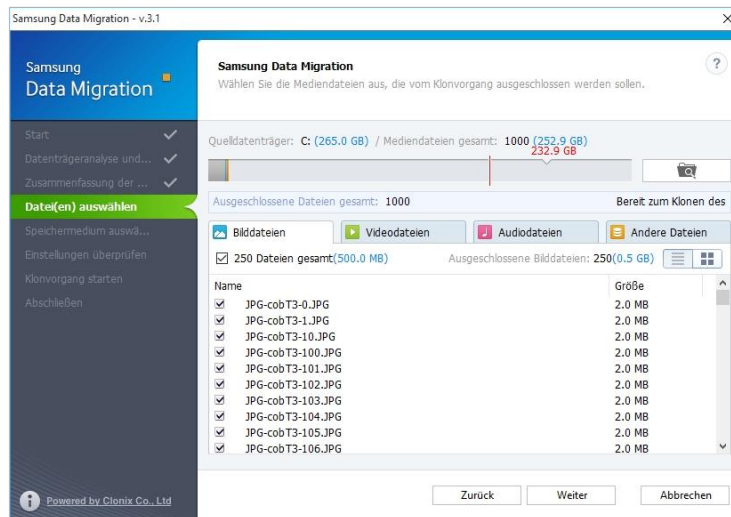 Samsung Data Migration - v.3.1
Samsung
Data Migration
Start
Datenträgeranalyse und...
Zusammenfassung der ...
Datei(en) auswählen
Speichermedium auswä...
Einstellungen überprüfen
Klonvorgang starten
Abschließen
Powered by Clonix Co., Ltd
Samsung Data Migration
?
Wählen Sie die Mediendateien aus, die vom Klonvorgang ausgeschlossen werden sollen.
Quelldatenträger: C: (265.0 GB) / Mediendateien gesamt: 1000 (252.9 GB)
232.9 GB
Ausgeschlossene Dateien gesamt: 1000 Bereit zum Klonen des
Bilddateien Videodateien Audiodateien Andere Dateien
250 Dateien gesamt(500.0 MB) Ausgeschlossene Bilddateien: 250(0.5 GB)
Name Größe
JPG-cobT3-0.JPG 2.0 MB
JPG-cobT3-1.JPG 2.0 MB
JPG-cobT3-10.JPG 2.0 MB
JPG-cobT3-100.JPG 2.0 MB
JPG-cobT3-101.JPG 2.0 MB
JPG-cobT3-102.JPG 2.0 MB
JPG-cobT3-103.JPG 2.0 MB
JPG-cobT3-104.JPG 2.0 MB
JPG-cobT3-105.JPG 2.0 MB
JPG-cobT3-106.JPG 2.0 MB
Zurück Weiter Abbrechen